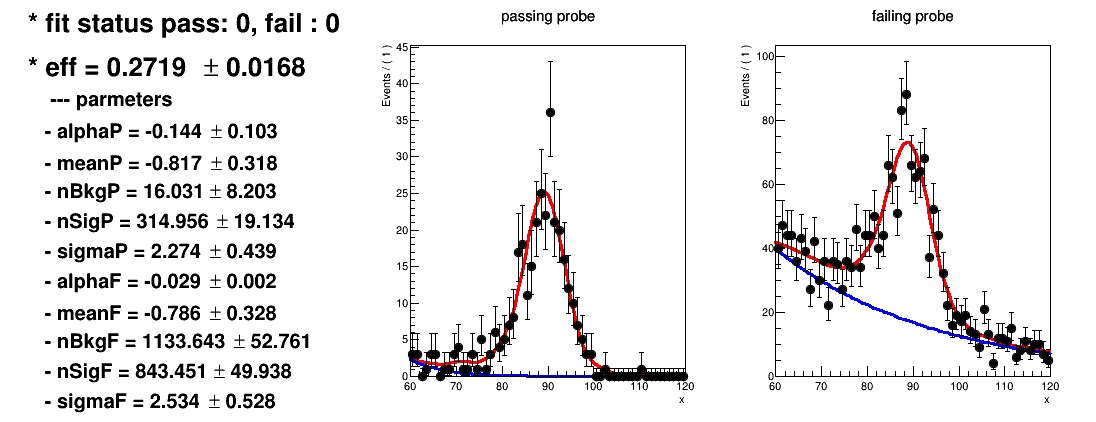 * fit status pass: 0, fail : 0
* eff = 0.2719 ± 0.0168
--- parmeters
- alphaP = -0.144 ± 0.103
- meanP = -0.817 ± 0.318
- nBkgP = 16.031 ± 8.203
- nSigP = 314.956 ± 19.134
- sigmaP = 2.274 ± 0.439
- alphaF = -0.029 ± 0.002
- meanF = -0.786 ± 0.328
- nBkgF = 1133.643 ± 52.761
- nSigF = 843.451 ± 49.938
- sigmaF = 2.534 ± 0.528
passing probe
Events / ( 1 )
45
40
35
30
25
20
15
10
5
0
60 70 80 90 100 110 120
x
failing probe
Events / ( 1 )
100
80
60
40
20
0
60 70 80 90 100 110 120
x